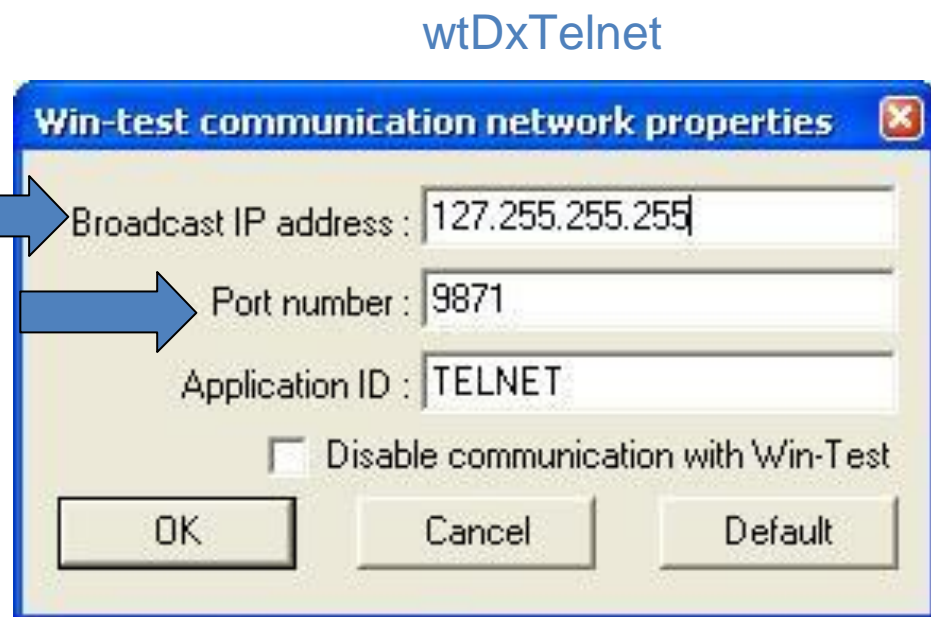 wtDxTelnet
Win-test communication network properties
Broadcast IP address : 127.255.255.255
Port number : 9871
Application ID : TELNET
Disable communication with Win-Test
OK Cancel Default